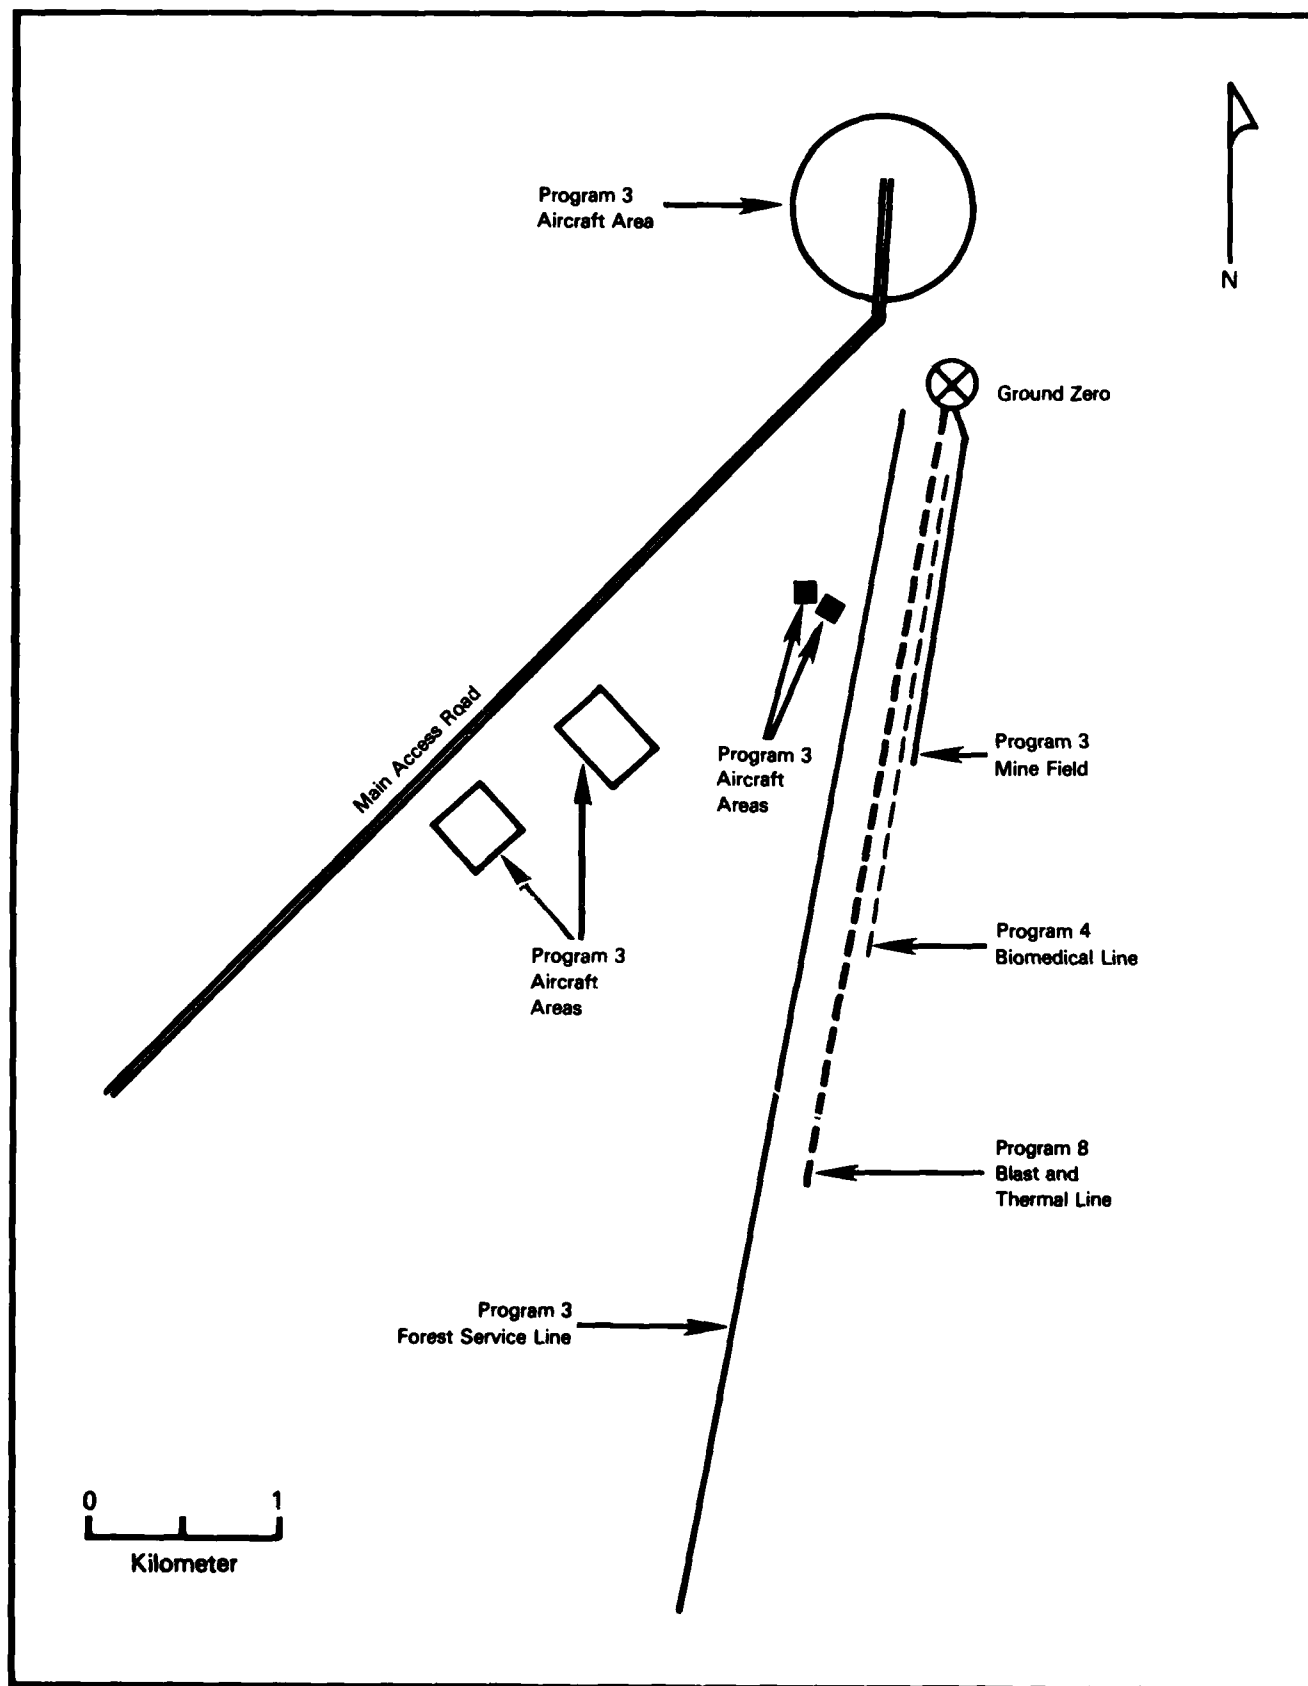 Program 3
Aircraft Area
N
Ground Zero
Main Access Road
Program 3
Aircraft
Areas
Program 3
Mine Field
Program 4
Biomedical Line
Program 3
Aircraft
Areas
Program 8
Blast and
Thermal Line
Program 3
Forest Service Line
0 1
Kilometer